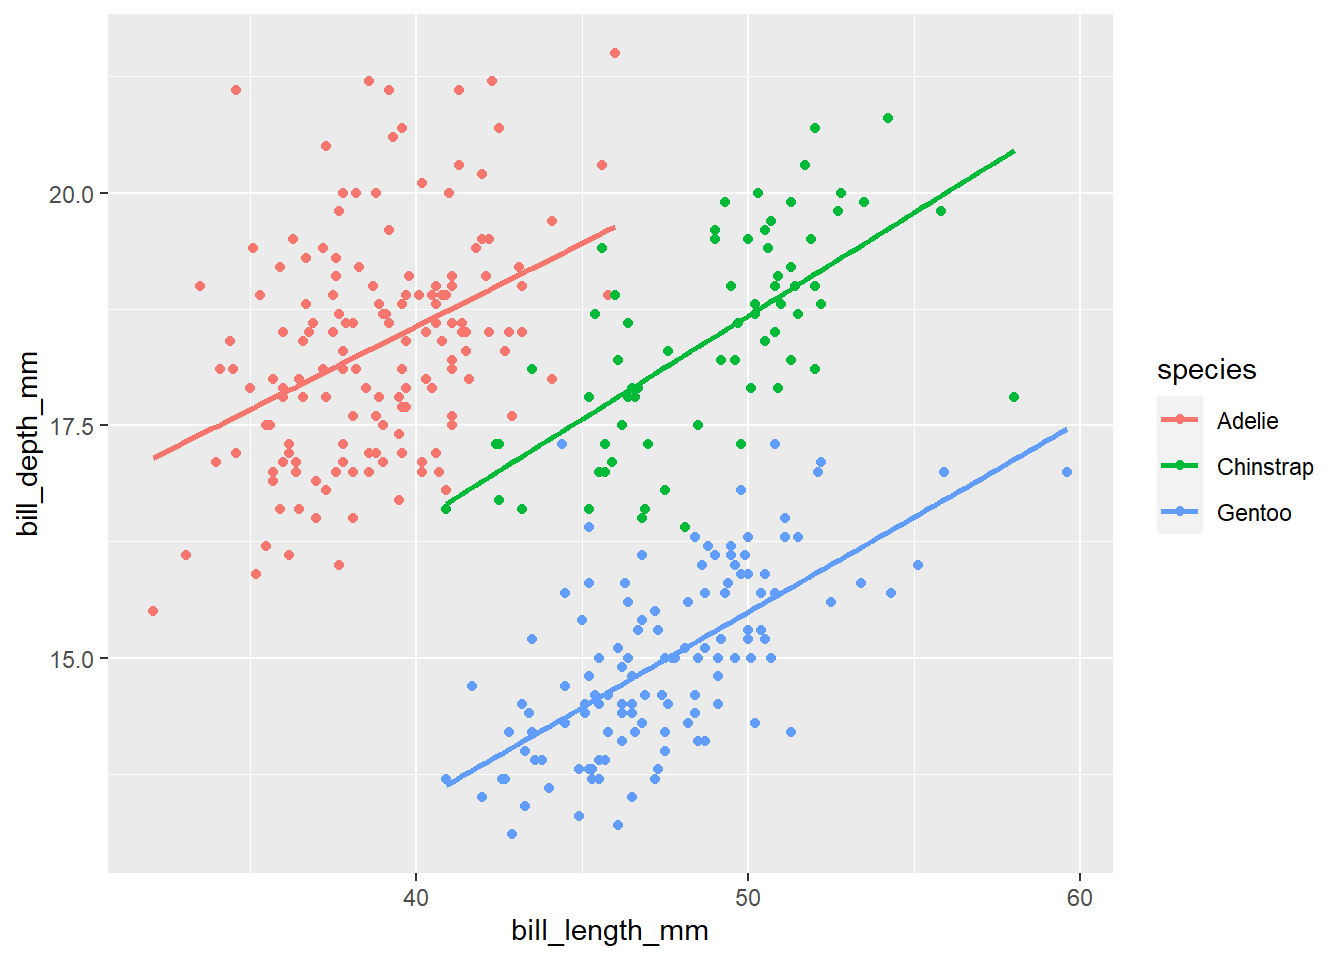 20.0
17.5
15.0
bill_depth_mm
40
50
60
bill_length_mm
species
Adelie
Chinstrap
Gentoo